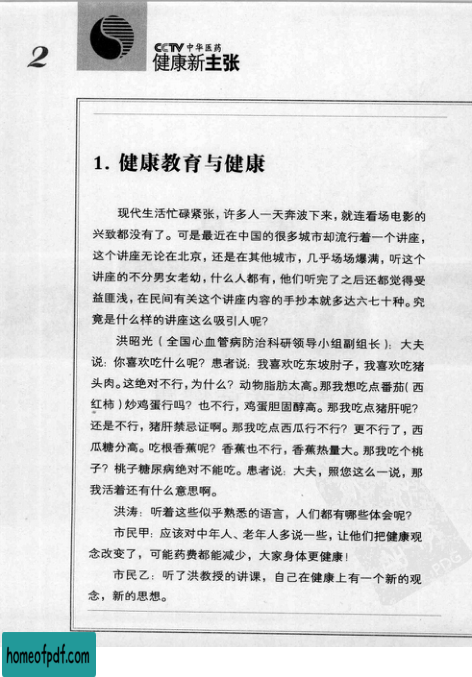 2
CCTV 中华医药
健康新主张
1. 健康教育与健康
现代生活忙碌紧张，许多人一天奔波下来，就连看场电影的
兴致都没有了。可是最近在中国的很多城市却流行着一个讲座，
这个讲座无论在北京，还是在其他城市，几乎场场爆满，听这个
讲座的不分男女老幼，什么人都有，他们听完了之后还都觉得受
益匪浅，在民间有关这个讲座内容的手抄本就多达六七十种。究
竟是什么样的讲座这么吸引人呢？
洪昭光（全国心血管病防治科研领导小组副组长）：大夫
说：你喜欢吃什么呢？患者说：我喜欢吃东坡肘子，我喜欢吃猪
头肉。这绝对不行，为什么？动物脂肪太高。那我想吃点番茄（西
红柿）炒鸡蛋行吗？也不行，鸡蛋胆固醇高。那我吃点猪肝呢？
还是不行，猪肝禁忌证啊。那我吃点西瓜行不行？更不行了，西
瓜糖分高。吃根香蕉呢？香蕉也不行，香蕉热量大。那我吃个桃
子？桃子糖尿病绝对不能吃。患者说：大夫，照您这么一说，那
我活着还有什么意思啊。
洪涛：听着这些似乎熟悉的语言，人们都有哪些体会呢？
市民甲：应该对中年人、老年人多说一些，让他们把健康观
念改变了，可能药费都能减少，大家身体更健康！
市民乙：听了洪教授的讲课，自己在健康上有一个新的观
念，新的思想。
PDG
homeofpdf.com